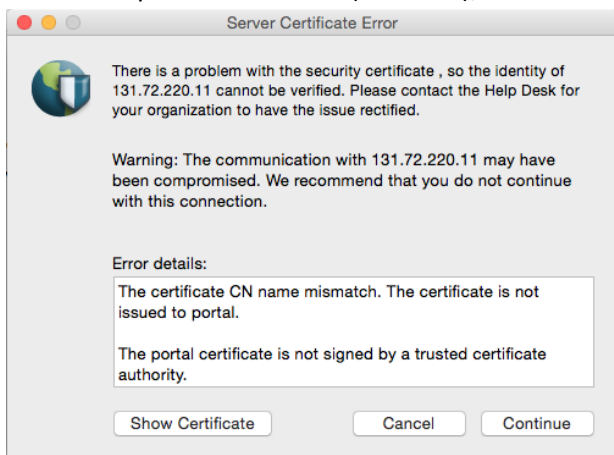 Server Certificate Error
There is a problem with the security certificate , so the identity of
131.72.220.11 cannot be verified. Please contact the Help Desk for
your organization to have the issue rectified.
Warning: The communication with 131.72.220.11 may have
been compromised. We recommend that you do not continue
with this connection.
Error details:
The certificate CN name mismatch. The certificate is not
issued to portal.
The portal certificate is not signed by a trusted certificate
authority.
Show Certificate Cancel Continue